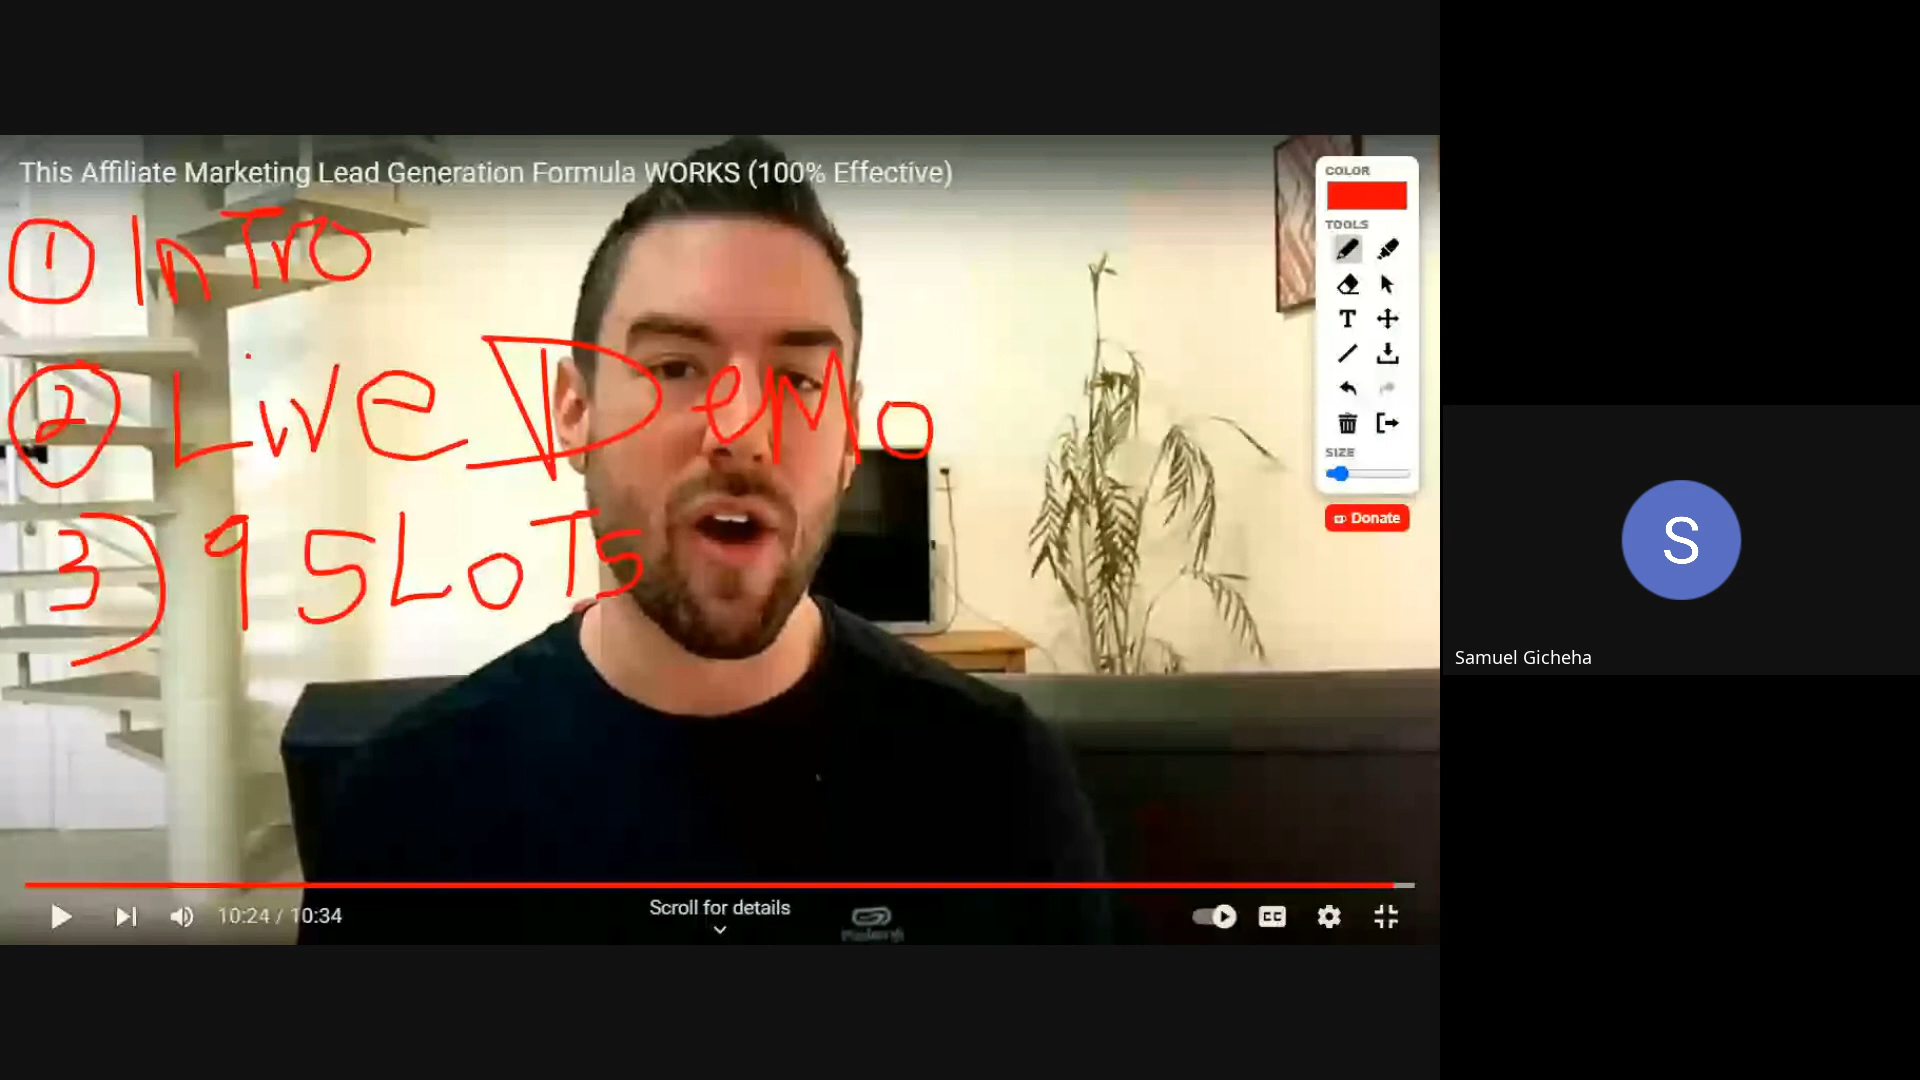 This Affiliate Marketing Lead Generation Formula WORKS (100% Effective)
1 InTro
2 Live DeMo
3) 9 SLoTs
COLOR
TOOLS
T
SIZE
Donate
S
Samuel Gicheha
10:24 / 10:34
Scroll for details
CC